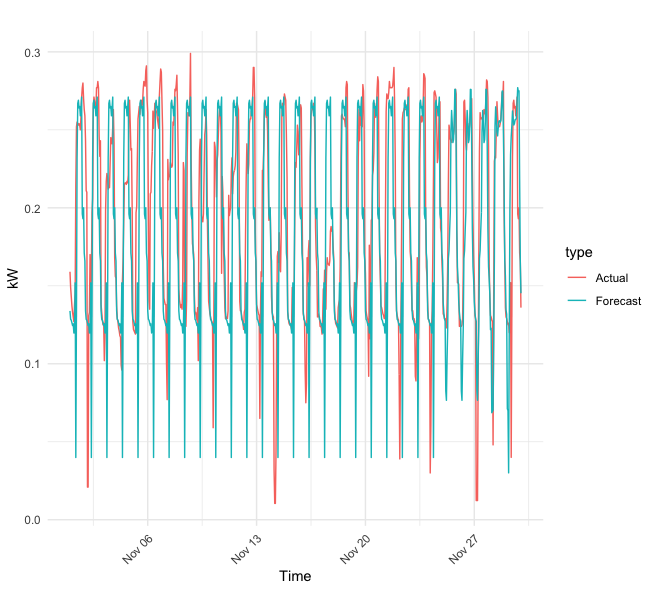 0.3
0.2
0.1
0.0
kW
Nov 06
Nov 13
Nov 20
Nov 27
Time
type
Actual
Forecast